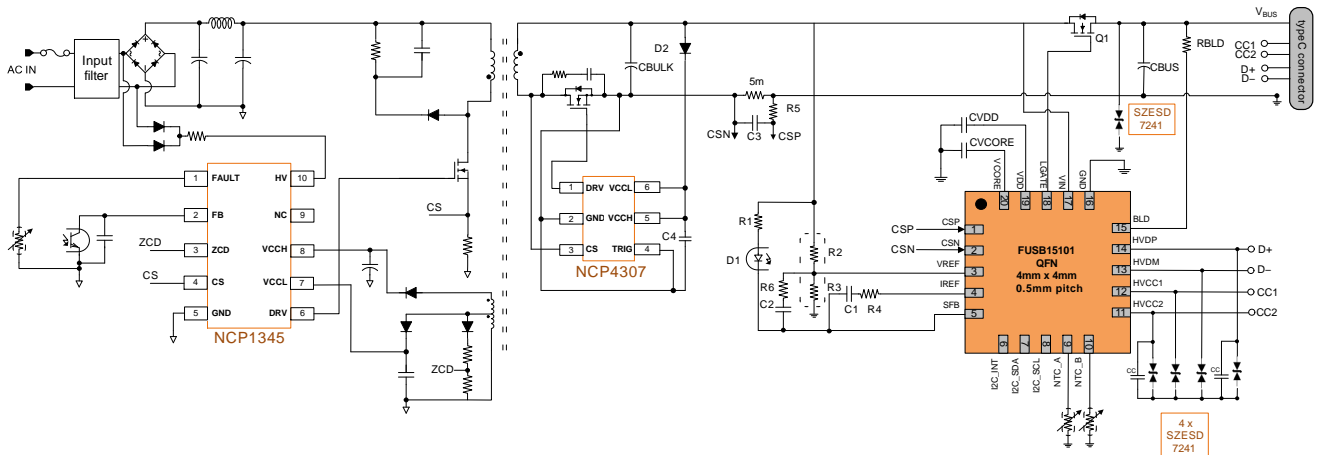 AC IN
Input
filter
1 FAULT HV 10
2 FB NC 9
3 ZCD VCCH 8
4 CS VCCL 7
5 GND DRV 6
NCP1345
ZCD
CS
CS
ZCD
CBULK
D2
1 DRV VCCL 6
2 GND VCCH 5
3 CS TRIG 4
NCP4307
C4
5m
R5
CSN
C3
CSP
Q1
VBUS
RBLD
CBUS
typeC connector
CC1
CC2
D+
D−
SZESD
7241
CVDD
CVCORE
VCORE
VDD
LGATE
VIN
GND
20
19
18
17
16
R1
D1
R2
R3
R6
C2
C1
R4
CSP
CSN
CSP
CSN
VREF
IREF
SFB
1
2
3
4
5
FUSB15101
QFN
4mm x 4mm
0.5mm pitch
15
14
13
12
11
BLD
HVDP
HVDM
HVCC1
HVCC2
D+
D−
CC1
CC2
6
7
8
9
10
I2C_INT
I2C_SDA
I2C_SCL
NTC_A
NTC_B
CC
CC
4 x
SZESD
7241